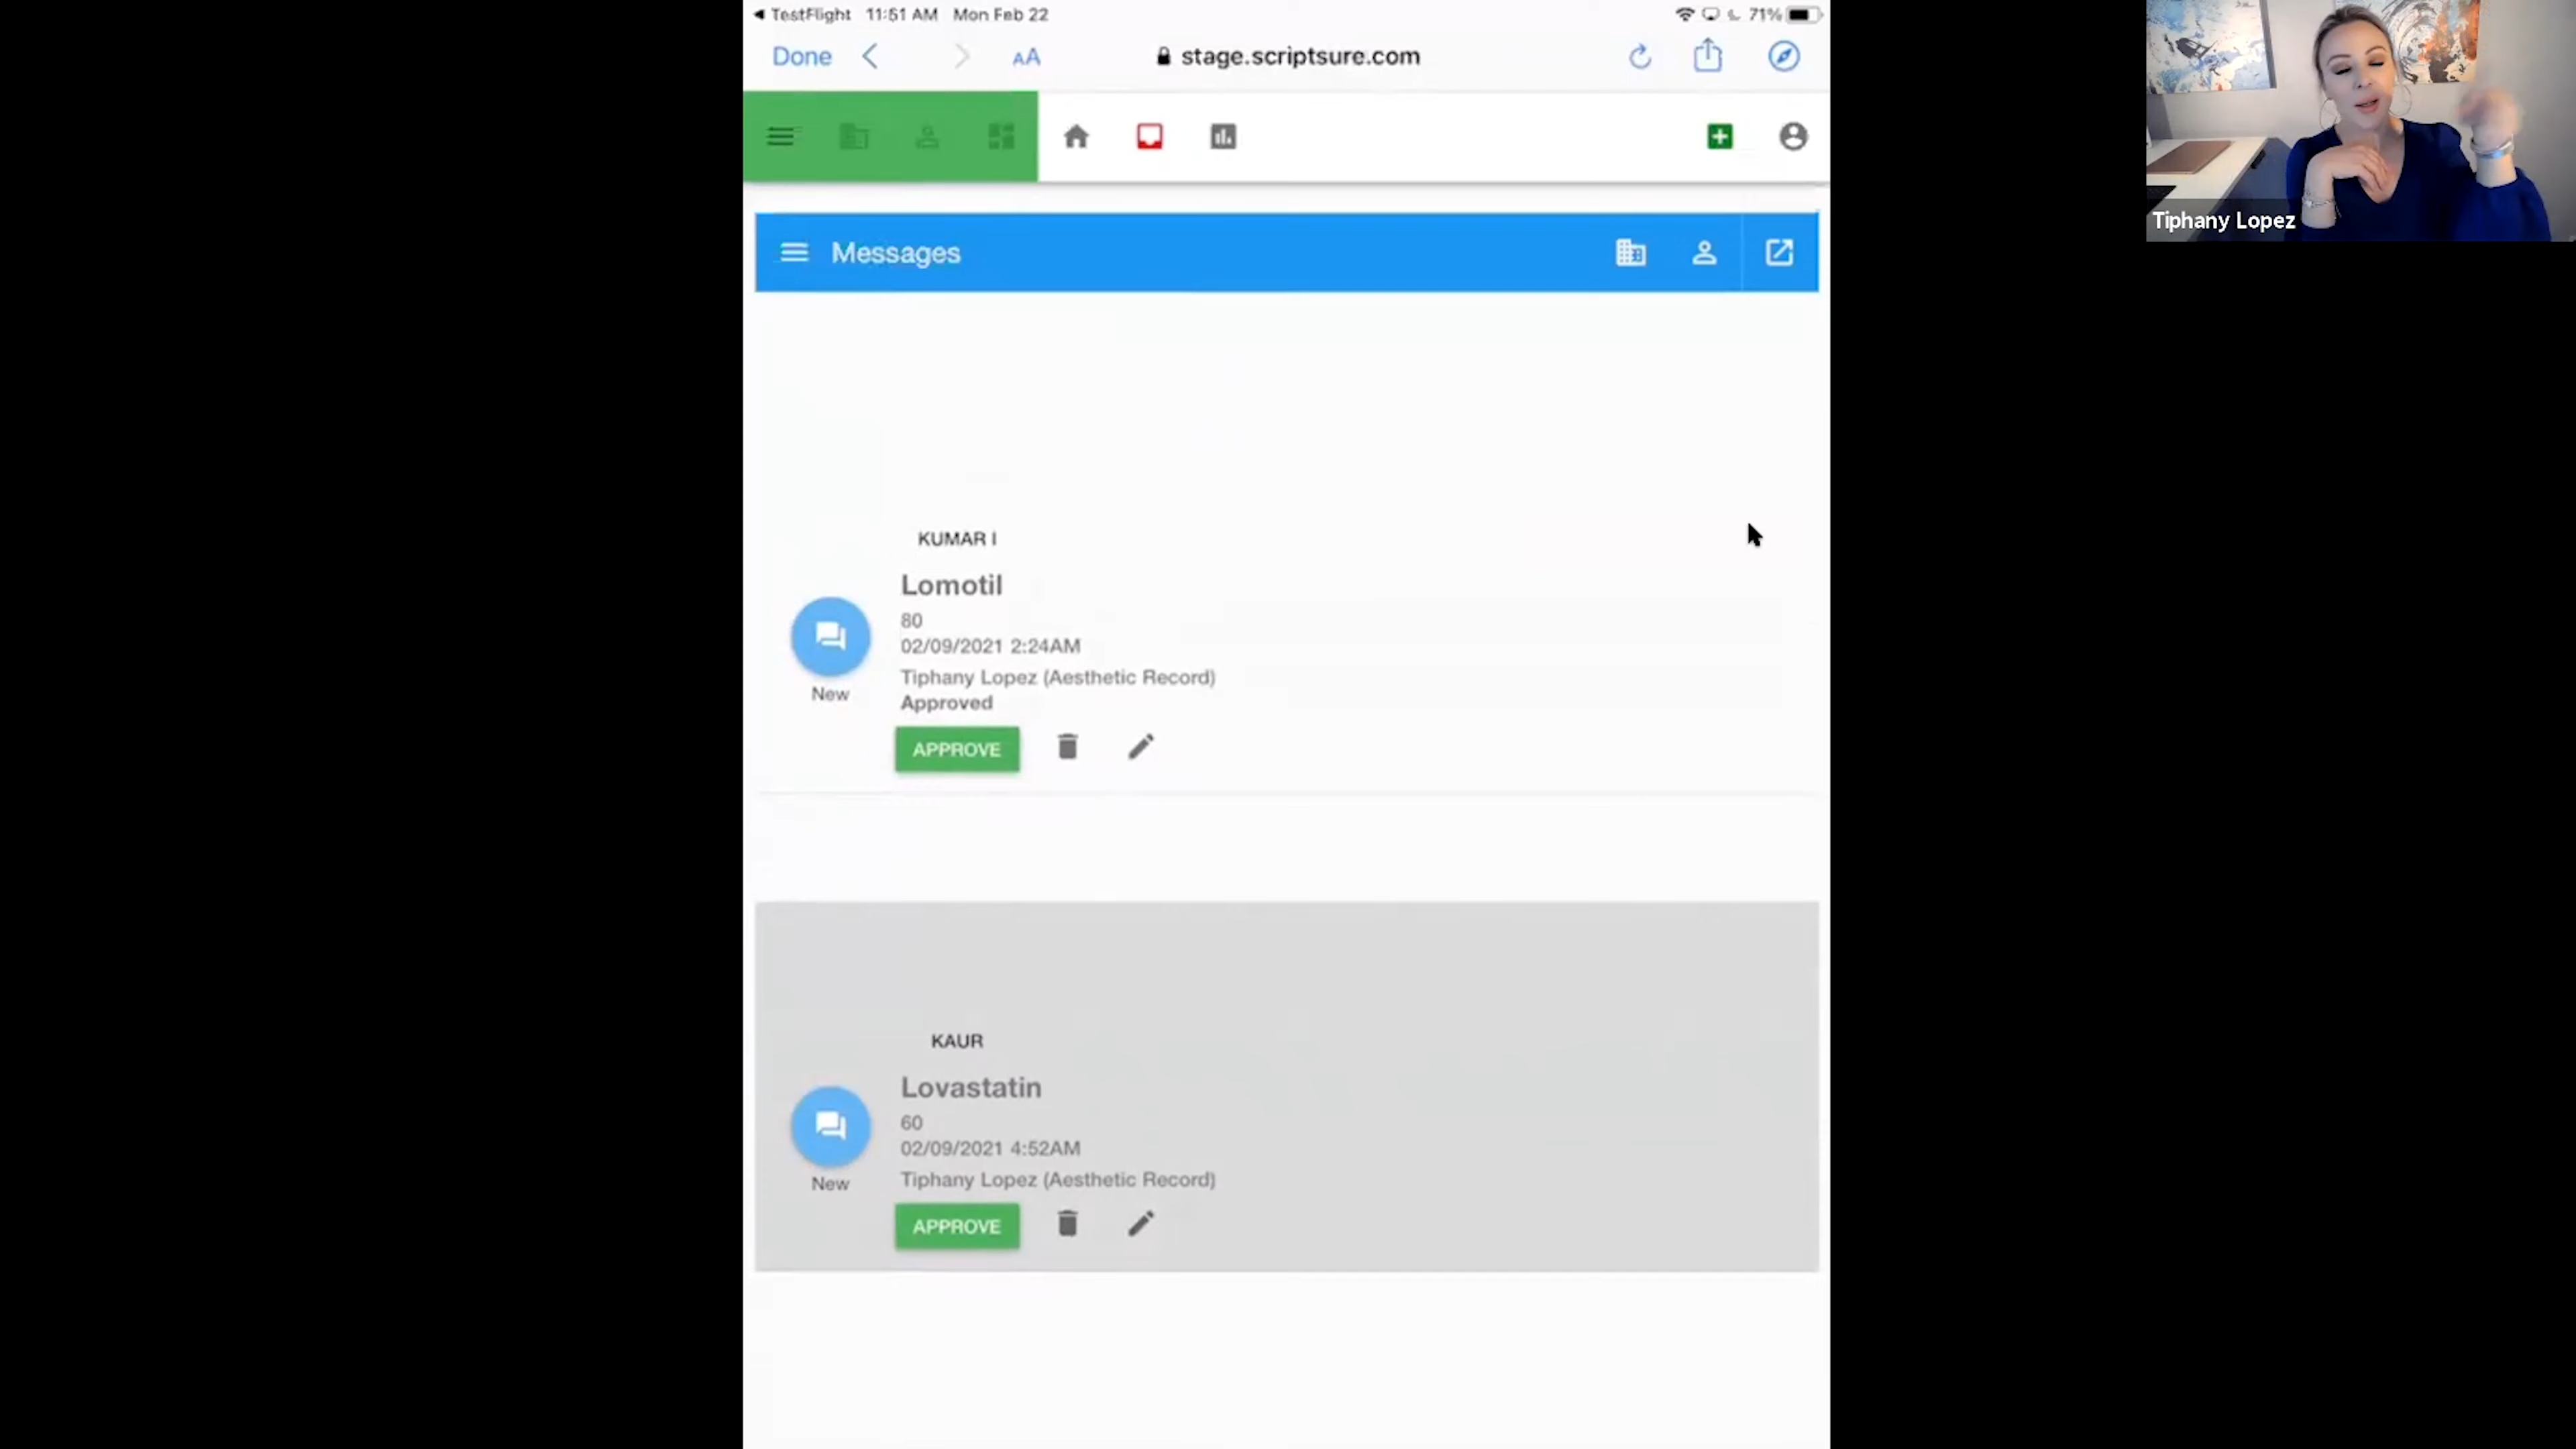 TestFlight 11:51 AM Mon Feb 22
71%
Done
AA
stage.scriptsure.com
Messages
KUMAR I
Lomotil
80
02/09/2021 2:24AM
Tiphany Lopez (Aesthetic Record)
Approved
New
APPROVE
KAUR
Lovastatin
60
02/09/2021 4:52AM
Tiphany Lopez (Aesthetic Record)
New
APPROVE
Tiphany Lopez